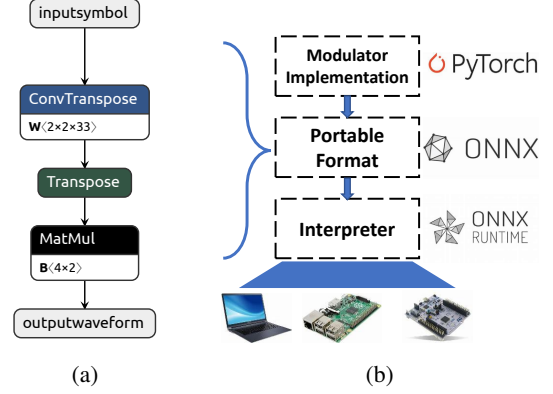 inputsymbol
ConvTranspose
W⟨2×2×33⟩
Transpose
MatMul
B⟨4×2⟩
outputwaveform
(a)
Modulator
Implementation
PyTorch
Portable
Format
ONNX
Interpreter
ONNX
RUNTIME
(b)